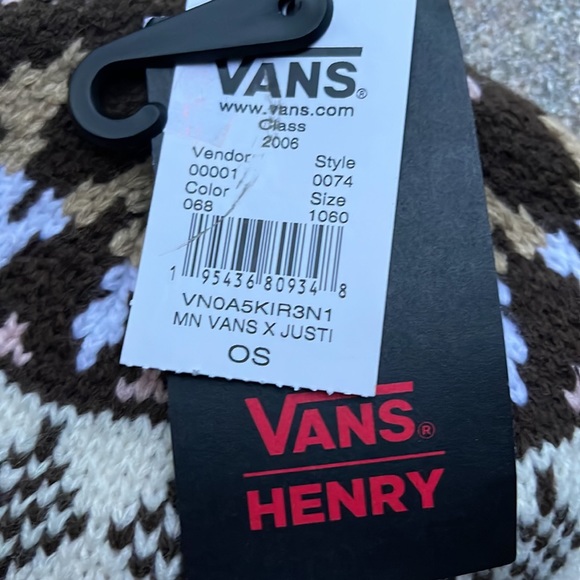 VANS®
www.vans.com
Class
2006
Vendor Style
00001 0074
Color Size
068 1060
1 95436 80934 8
VN0A5KIR3N1
MN VANS X JUSTI
OS
VANS®
HENRY